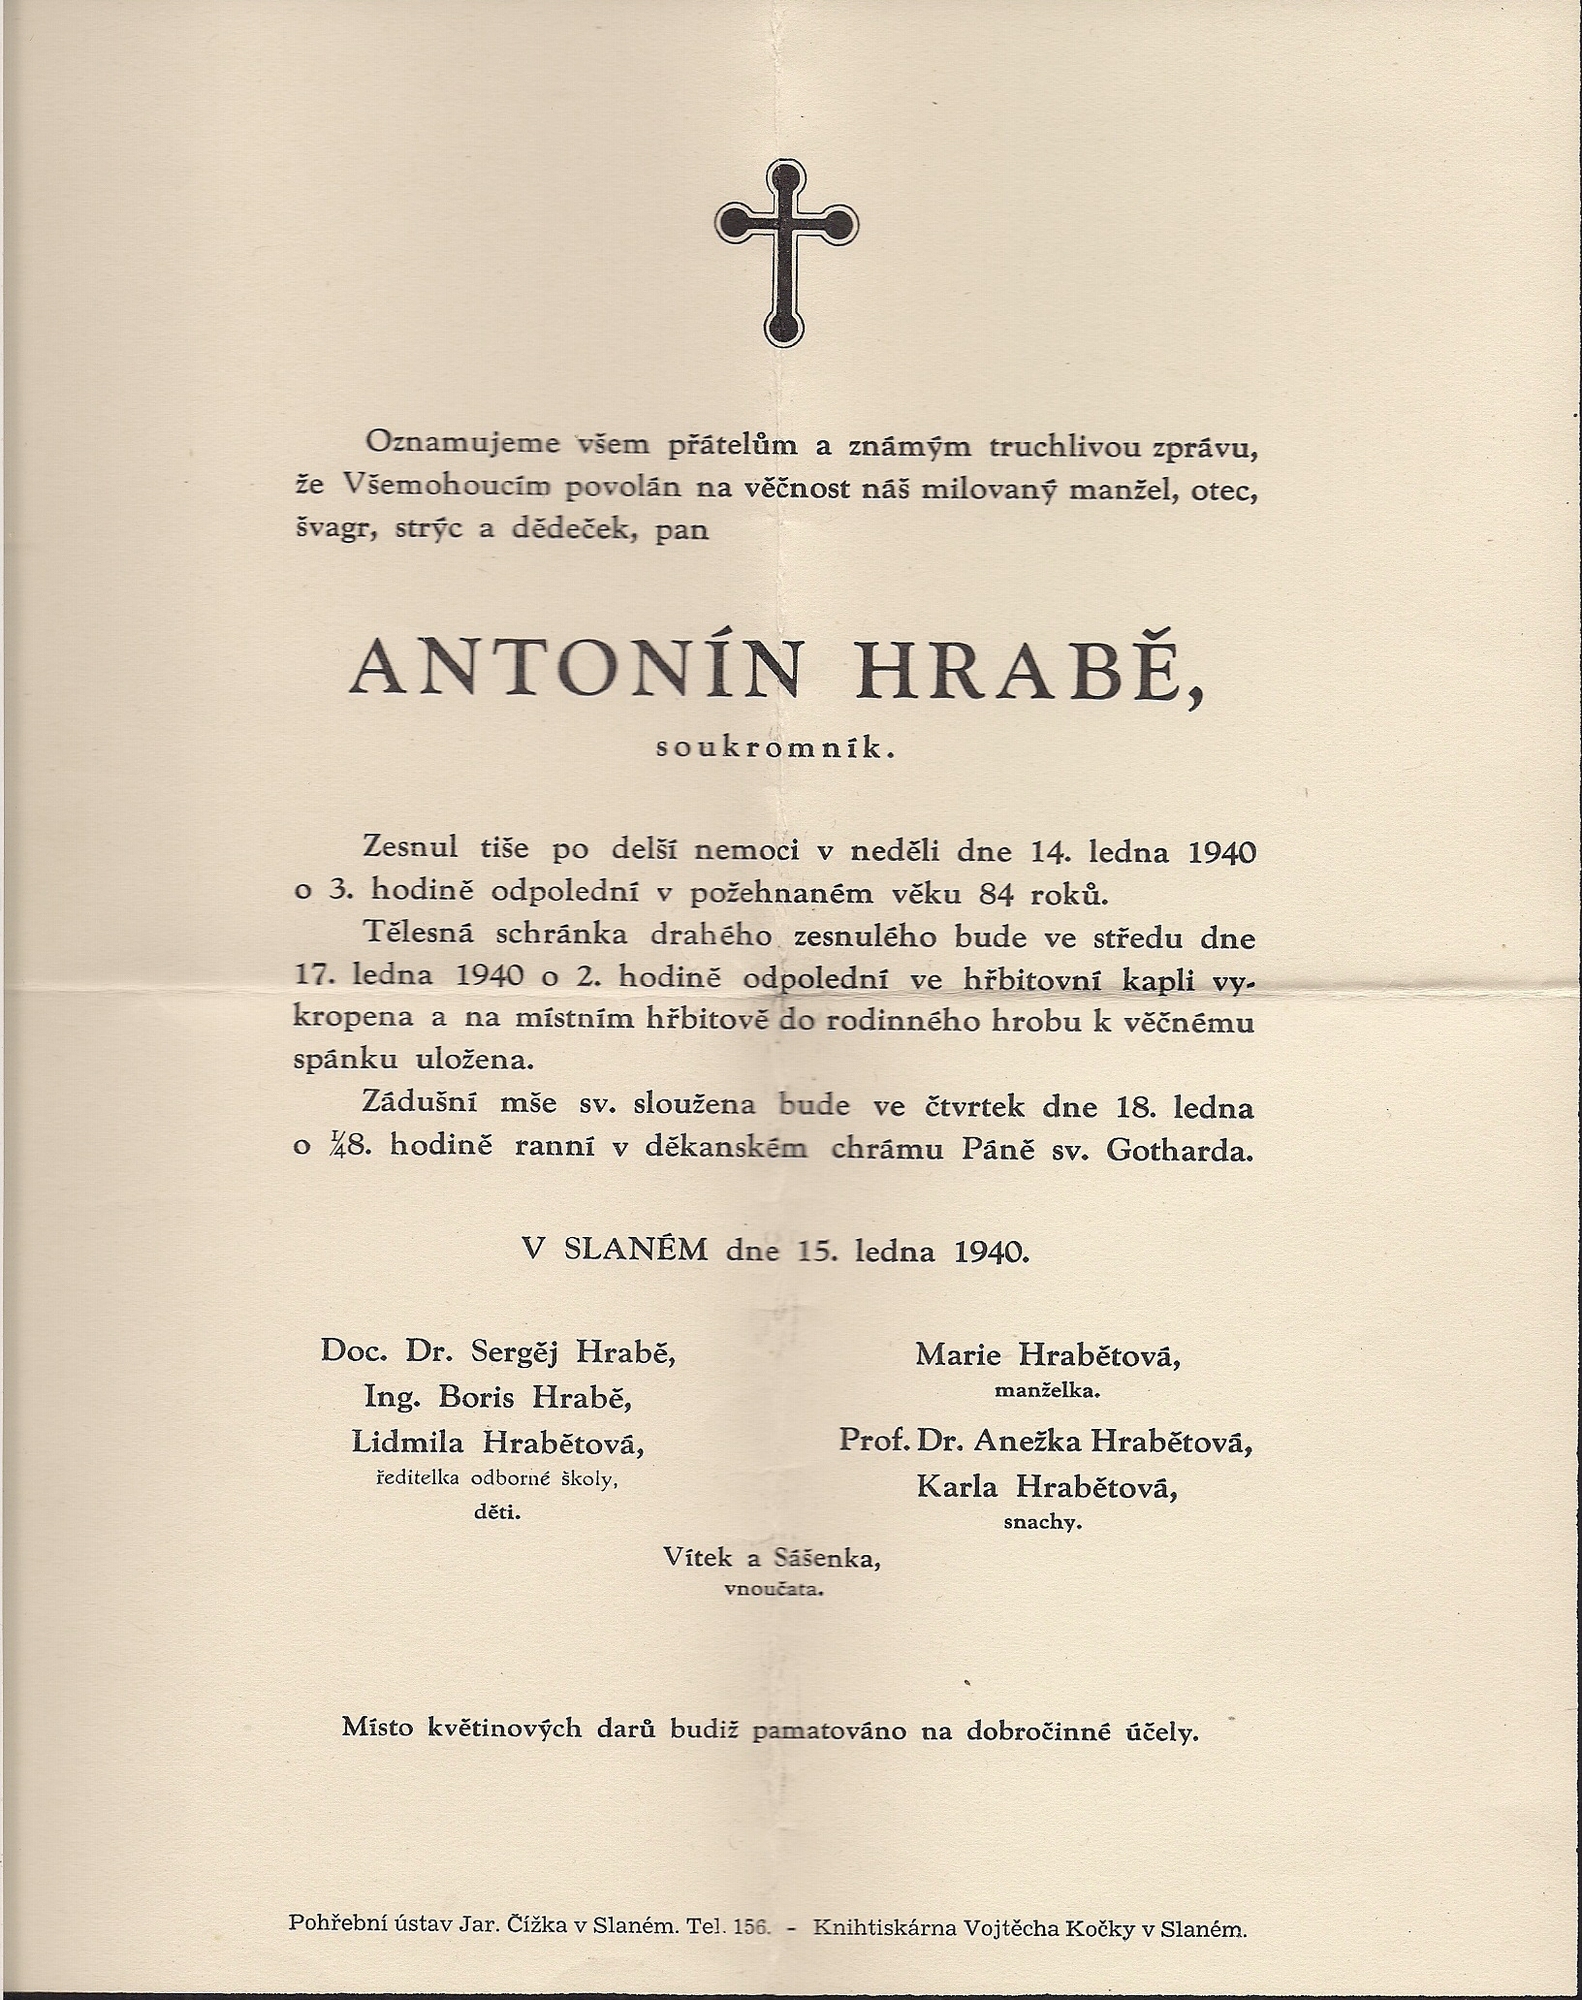 Oznamujeme všem přátelům a známým truchlivou zprávu,
že Všemohoucím povolán na věčnost náš milovaný manžel, otec,
švagr, strýc a dědeček, pan
ANTONÍN HRABĚ,
soukromník.
Zesnul tiše po delší nemoci v neděli dne 14. ledna 1940
o 3. hodině odpolední v požehnaném věku 84 roků.
Tělesná schránka drahého zesnulého bude ve středu dne
17. ledna 1940 o 2. hodině odpolední ve hřbitovní kapli vy-
kropena a na místním hřbitově do rodinného hrobu k věčnému
spánku uložena.
Zádušní mše sv. sloužena bude ve čtvrtek dne 18. ledna
o ¼8. hodině ranní v děkanském chrámu Páně sv. Gotharda.
V SLANÉM dne 15. ledna 1940.
Doc. Dr. Sergěj Hrabě,
Ing. Boris Hrabě,
Lidmila Hrabětová,
ředitelka odborné školy,
děti.
Marie Hrabětová,
manželka.
Prof. Dr. Anežka Hrabětová,
Karla Hrabětová,
snachy.
Vítek a Sášenka,
vnoučata.
Místo květinových darů budiž pamatováno na dobročinné účely.
Pohřební ústav Jar. Čížka v Slaném. Tel. 156. - Knihtiskárna Vojtěcha Kočky v Slaném.